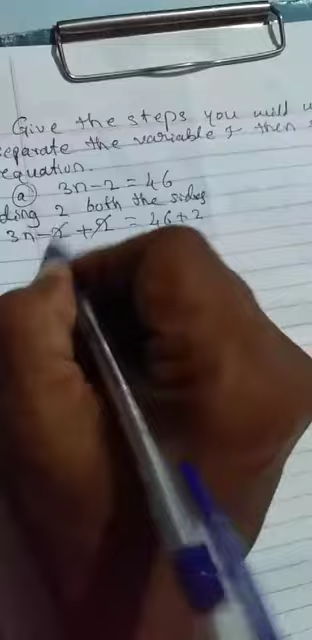 Give the steps you will
separate the variable & then
equation.
(a) 3n-2=46
ding 2 both the sides
3n-2+2=46+2